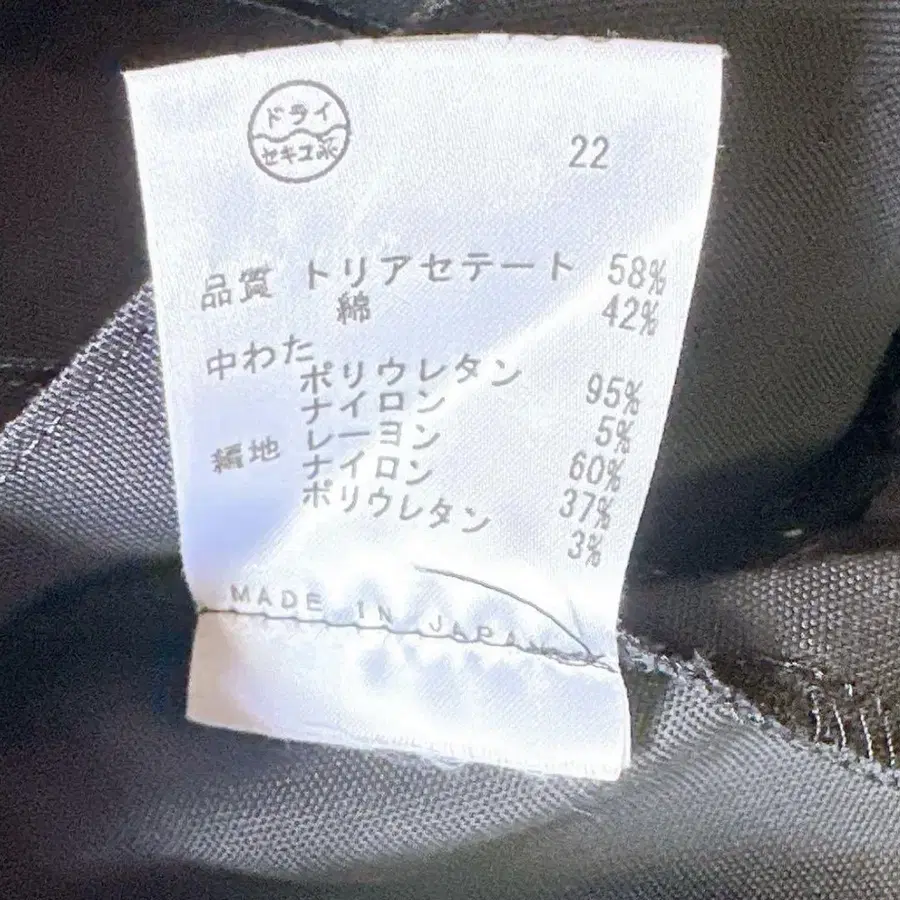 ドライ
セキユ系
22
品質 トリアセテート 58%
綿 42%
中わた
ポリウレタン 95%
ナイロン 5%
編地 レーヨン 60%
ナイロン 37%
ポリウレタン 3%
MADE IN JAPAN